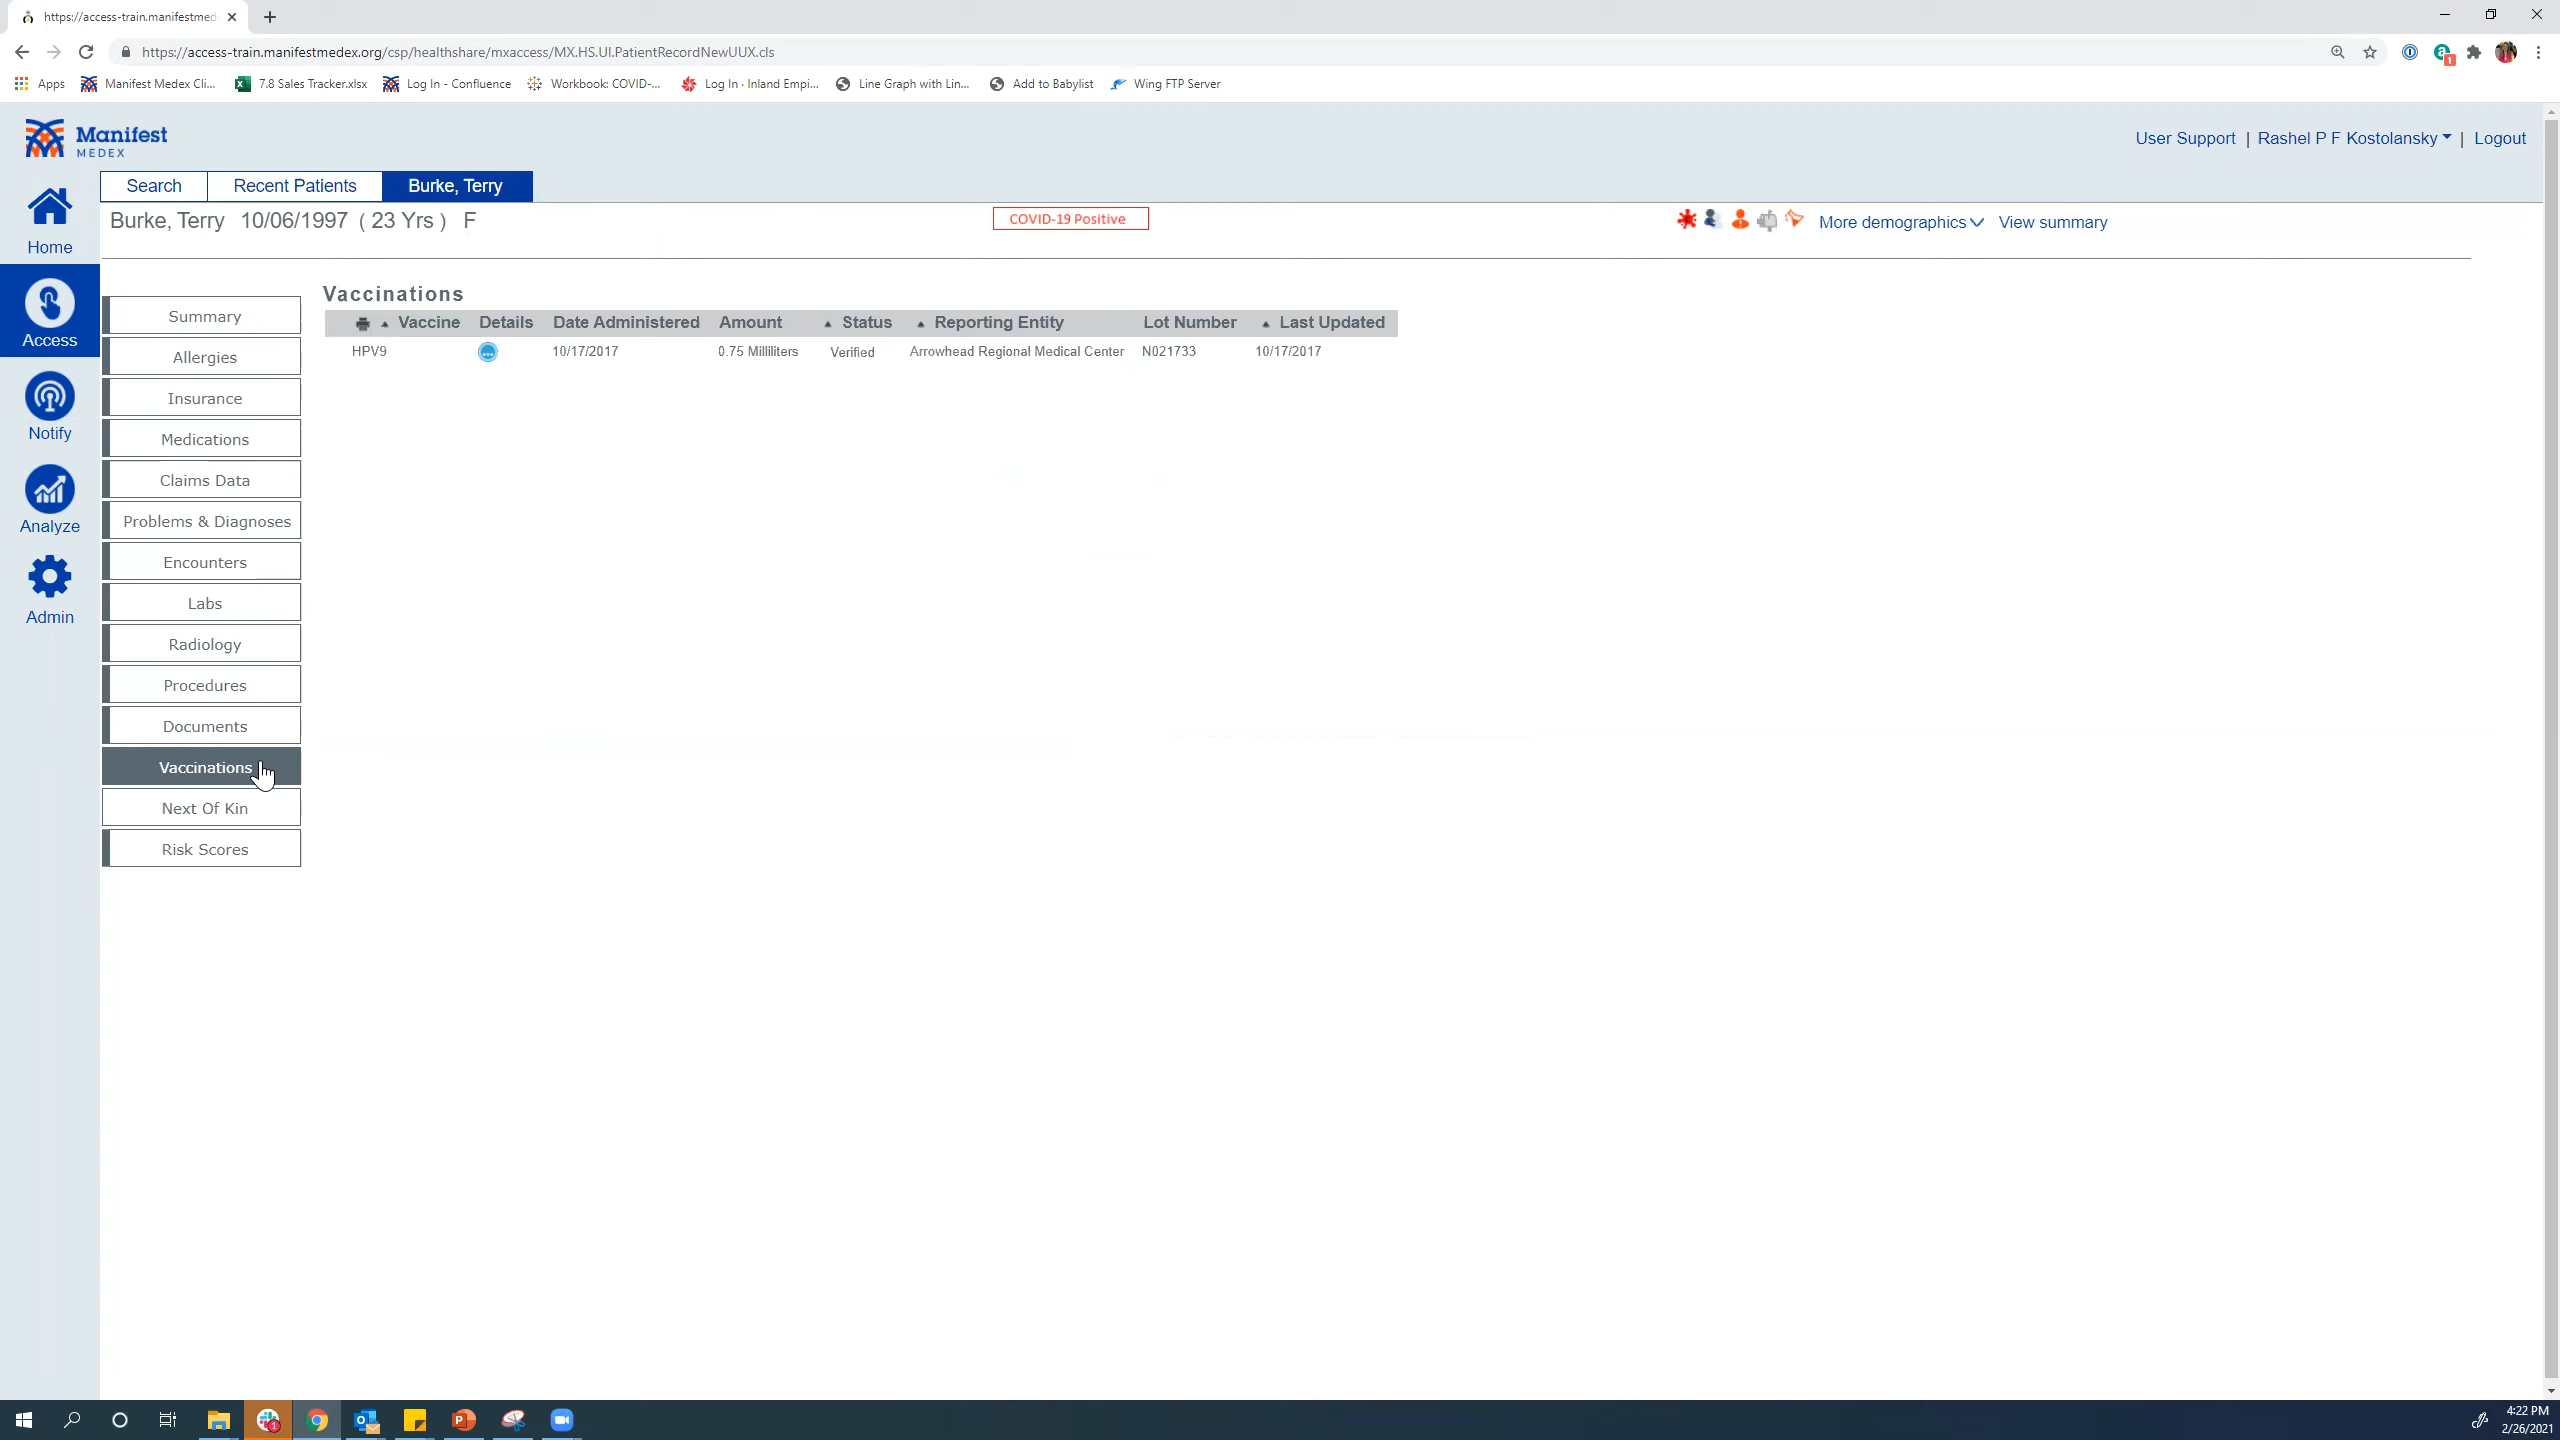 https://access-train.manifestmed
https://access-train.manifestmedex.org/csp/healthshare/mxaccess/MX.HS.UI.PatientRecordNewUUX.cls
Apps Manifest Medex Cli... 7.8 Sales Tracker.xlsx Log In - Confluence Workbook: COVID-... Log In · Inland Empi... Line Graph with Lin... Add to Babylist Wing FTP Server
Manifest
MEDEX
User Support | Rashel P F Kostolansky | Logout
Search Recent Patients Burke, Terry
Burke, Terry 10/06/1997 ( 23 Yrs ) F COVID-19 Positive More demographics View summary
Home
Access
Notify
Analyze
Admin
Summary
Allergies
Insurance
Medications
Claims Data
Problems & Diagnoses
Encounters
Labs
Radiology
Procedures
Documents
Vaccinations
Next Of Kin
Risk Scores
Vaccinations
Vaccine Details Date Administered Amount Status Reporting Entity Lot Number Last Updated
HPV9 10/17/2017 0.75 Milliliters Verified Arrowhead Regional Medical Center N021733 10/17/2017
4:22 PM
2/26/2021